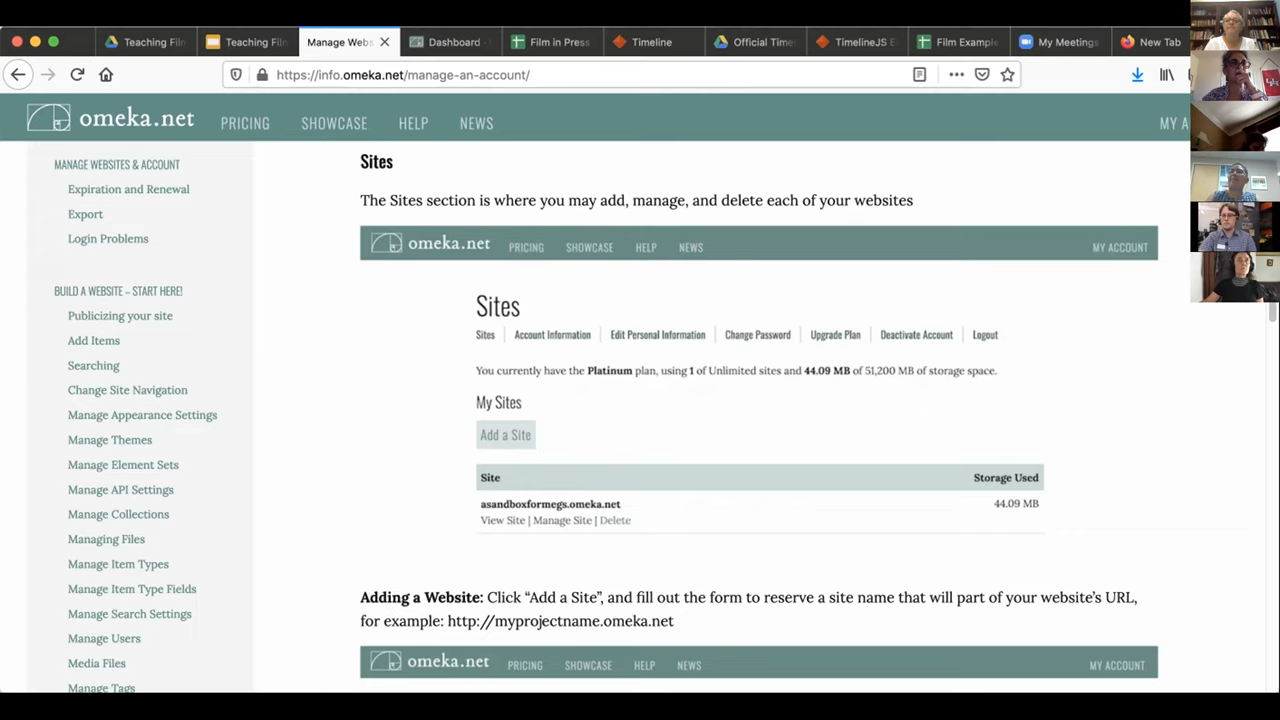 Teaching Film
Teaching Film
Manage Webs
Dashboard
Film in Press
Timeline
Official Time
TimelineJS
Film Example
My Meetings
New Tab
https://info.omeka.net/manage-an-account/
omeka.net
PRICING
SHOWCASE
HELP
NEWS
MY A
MANAGE WEBSITES & ACCOUNT
Expiration and Renewal
Export
Login Problems
BUILD A WEBSITE – START HERE!
Publicizing your site
Add Items
Searching
Change Site Navigation
Manage Appearance Settings
Manage Themes
Manage Element Sets
Manage API Settings
Manage Collections
Managing Files
Manage Item Types
Manage Item Type Fields
Manage Search Settings
Manage Users
Media Files
Manage Tags
Sites
The Sites section is where you may add, manage, and delete each of your websites
omeka.net PRICING SHOWCASE HELP NEWS MY ACCOUNT
Sites
Sites | Account Information | Edit Personal Information | Change Password | Upgrade Plan | Deactivate Account | Logout
You currently have the Platinum plan, using 1 of Unlimited sites and 44.09 MB of 51,200 MB of storage space.
My Sites
Add a Site
Site Storage Used
asandboxformegs.omeka.net 44.09 MB
View Site | Manage Site | Delete
Adding a Website: Click “Add a Site”, and fill out the form to reserve a site name that will part of your website’s URL,
for example: http://myprojectname.omeka.net
omeka.net PRICING SHOWCASE HELP NEWS MY ACCOUNT